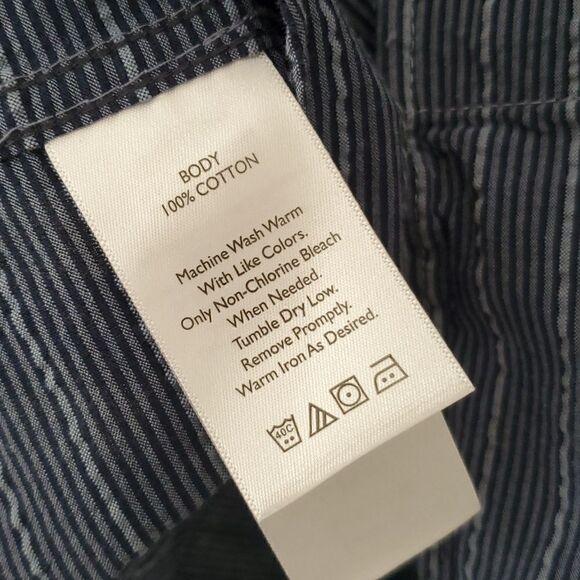 BODY
100% COTTON
Machine Wash Warm
With Like Colors.
Only Non-Chlorine Bleach
When Needed.
Tumble Dry Low.
Remove Promptly.
Warm Iron As Desired.
40C